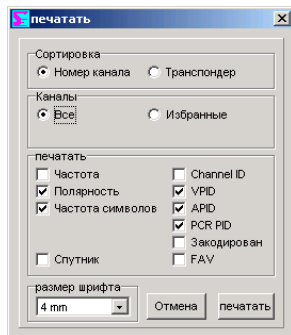 печатать
Сортировка
Номер канала Транспондер
Каналы
Все Избранные
печатать
Частота Channel ID
Полярность VPID
Частота символов APID
PCR PID
Закодирован
Спутник FAV
размер шрифта
4 mm Отмена печатать